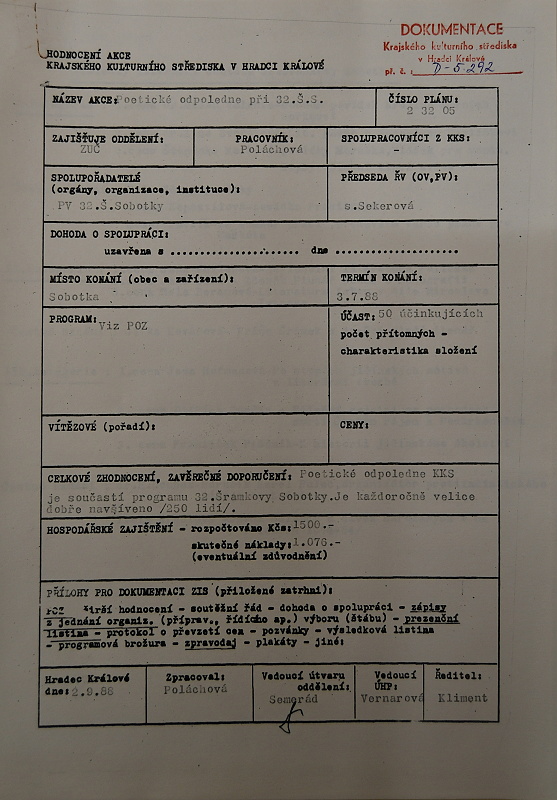 DOKUMENTACE
Krajského kulturního střediska
v Hradci Králové
př. č.: D-5292
HODNOCENÍ AKCE
KRAJSKÉHO KULTURNÍHO STŘEDISKA V HRADCI KRÁLOVÉ
NÁZEV AKCE: Poetické odpoledne při 32.Š.S.
ČÍSLO PLÁNU:
2 32 05
ZAJIŠŤUJE ODDĚLENÍ:
ZUČ
PRACOVNÍK:
Poláchová
SPOLUPRACOVNÍCI Z KKS:
-
SPOLUPOŘADATELÉ
(orgány, organizace, instituce):
PV 32.Š.Sobotky
PŘEDSEDA ŘV (OV,PV):
s.Sekerová
DOHODA O SPOLUPRÁCI:
uzavřena s ..................... dne ....................
MÍSTO KONÁNÍ (obec a zařízení):
Sobotka
TERMÍN KONÁNÍ:
3.7.88
PROGRAM: Viz POZ
ÚČAST: 50 účinkujících
počet přítomných -
charakteristika složení
VÍTĚZOVÉ (pořadí):
CENY:
CELKOVÉ ZHODNOCENÍ, ZÁVĚREČNÉ DOPORUČENÍ: Poetické odpoledne KKS
je součástí programu 32.Šramkovy Sobotky.Je každoročně velice
dobře navšíveno /250 lidí/.
HOSPODÁŘSKÉ ZAJIŠTĚNÍ - rozpočtováno Kčs: 1500.-
skutečné náklady: 1.076.-
(eventuální zdůvodnění)
PŘÍLOHY PRO DOKUMENTACI ZIS (přiložené zatrhni):
POZ širší hodnocení - soutěžní řád - dohoda o spolupráci - zápisy
z jednání organiz. (příprav., řídícího ap.) výboru (štábu) - prezenční
listina - protokol o převzetí cen - pozvánky - výsledková listina
- programová brožura - zpravodaj - plakáty - jiné:
Hradec Králové
dne: 2.9.88
Zpracoval:
Poláchová
Vedoucí útvaru
oddělení:
Semerád
Vedoucí
ÚHP:
Vernarová
Ředitel:
Kliment